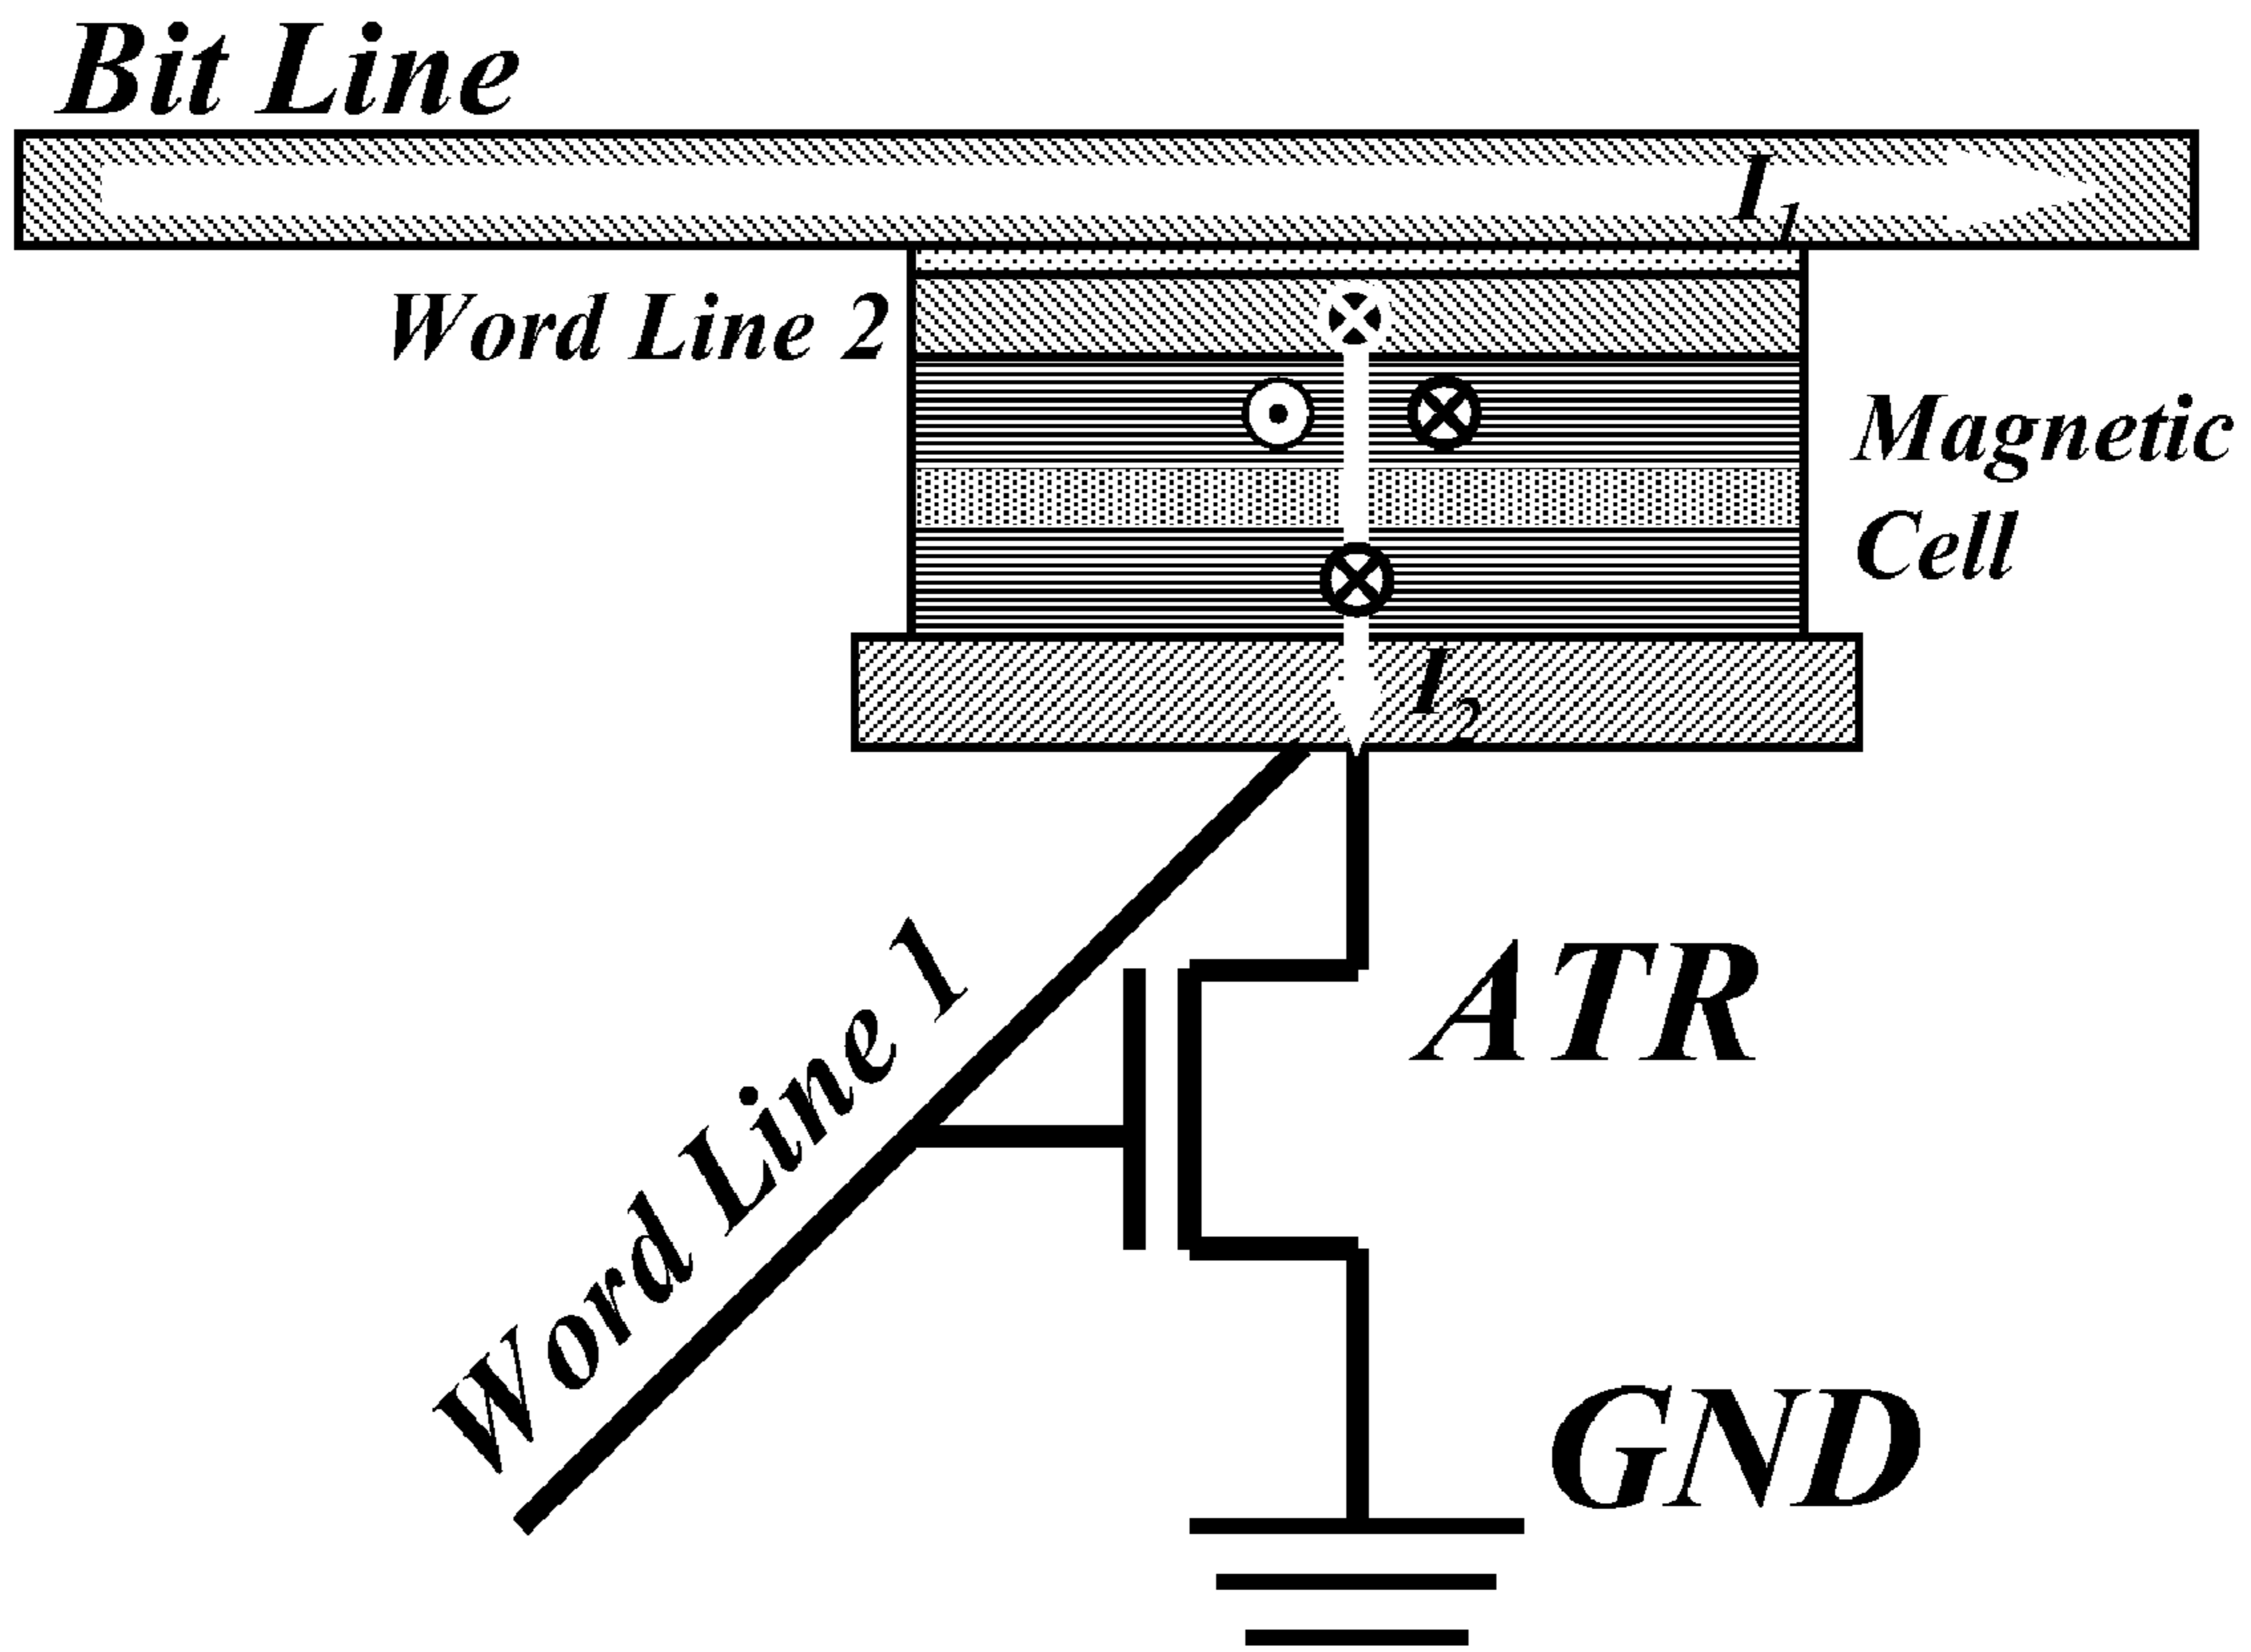 Bit Line
I1
Word Line 2
Magnetic
Cell
I2
Word Line 1
ATR
GND